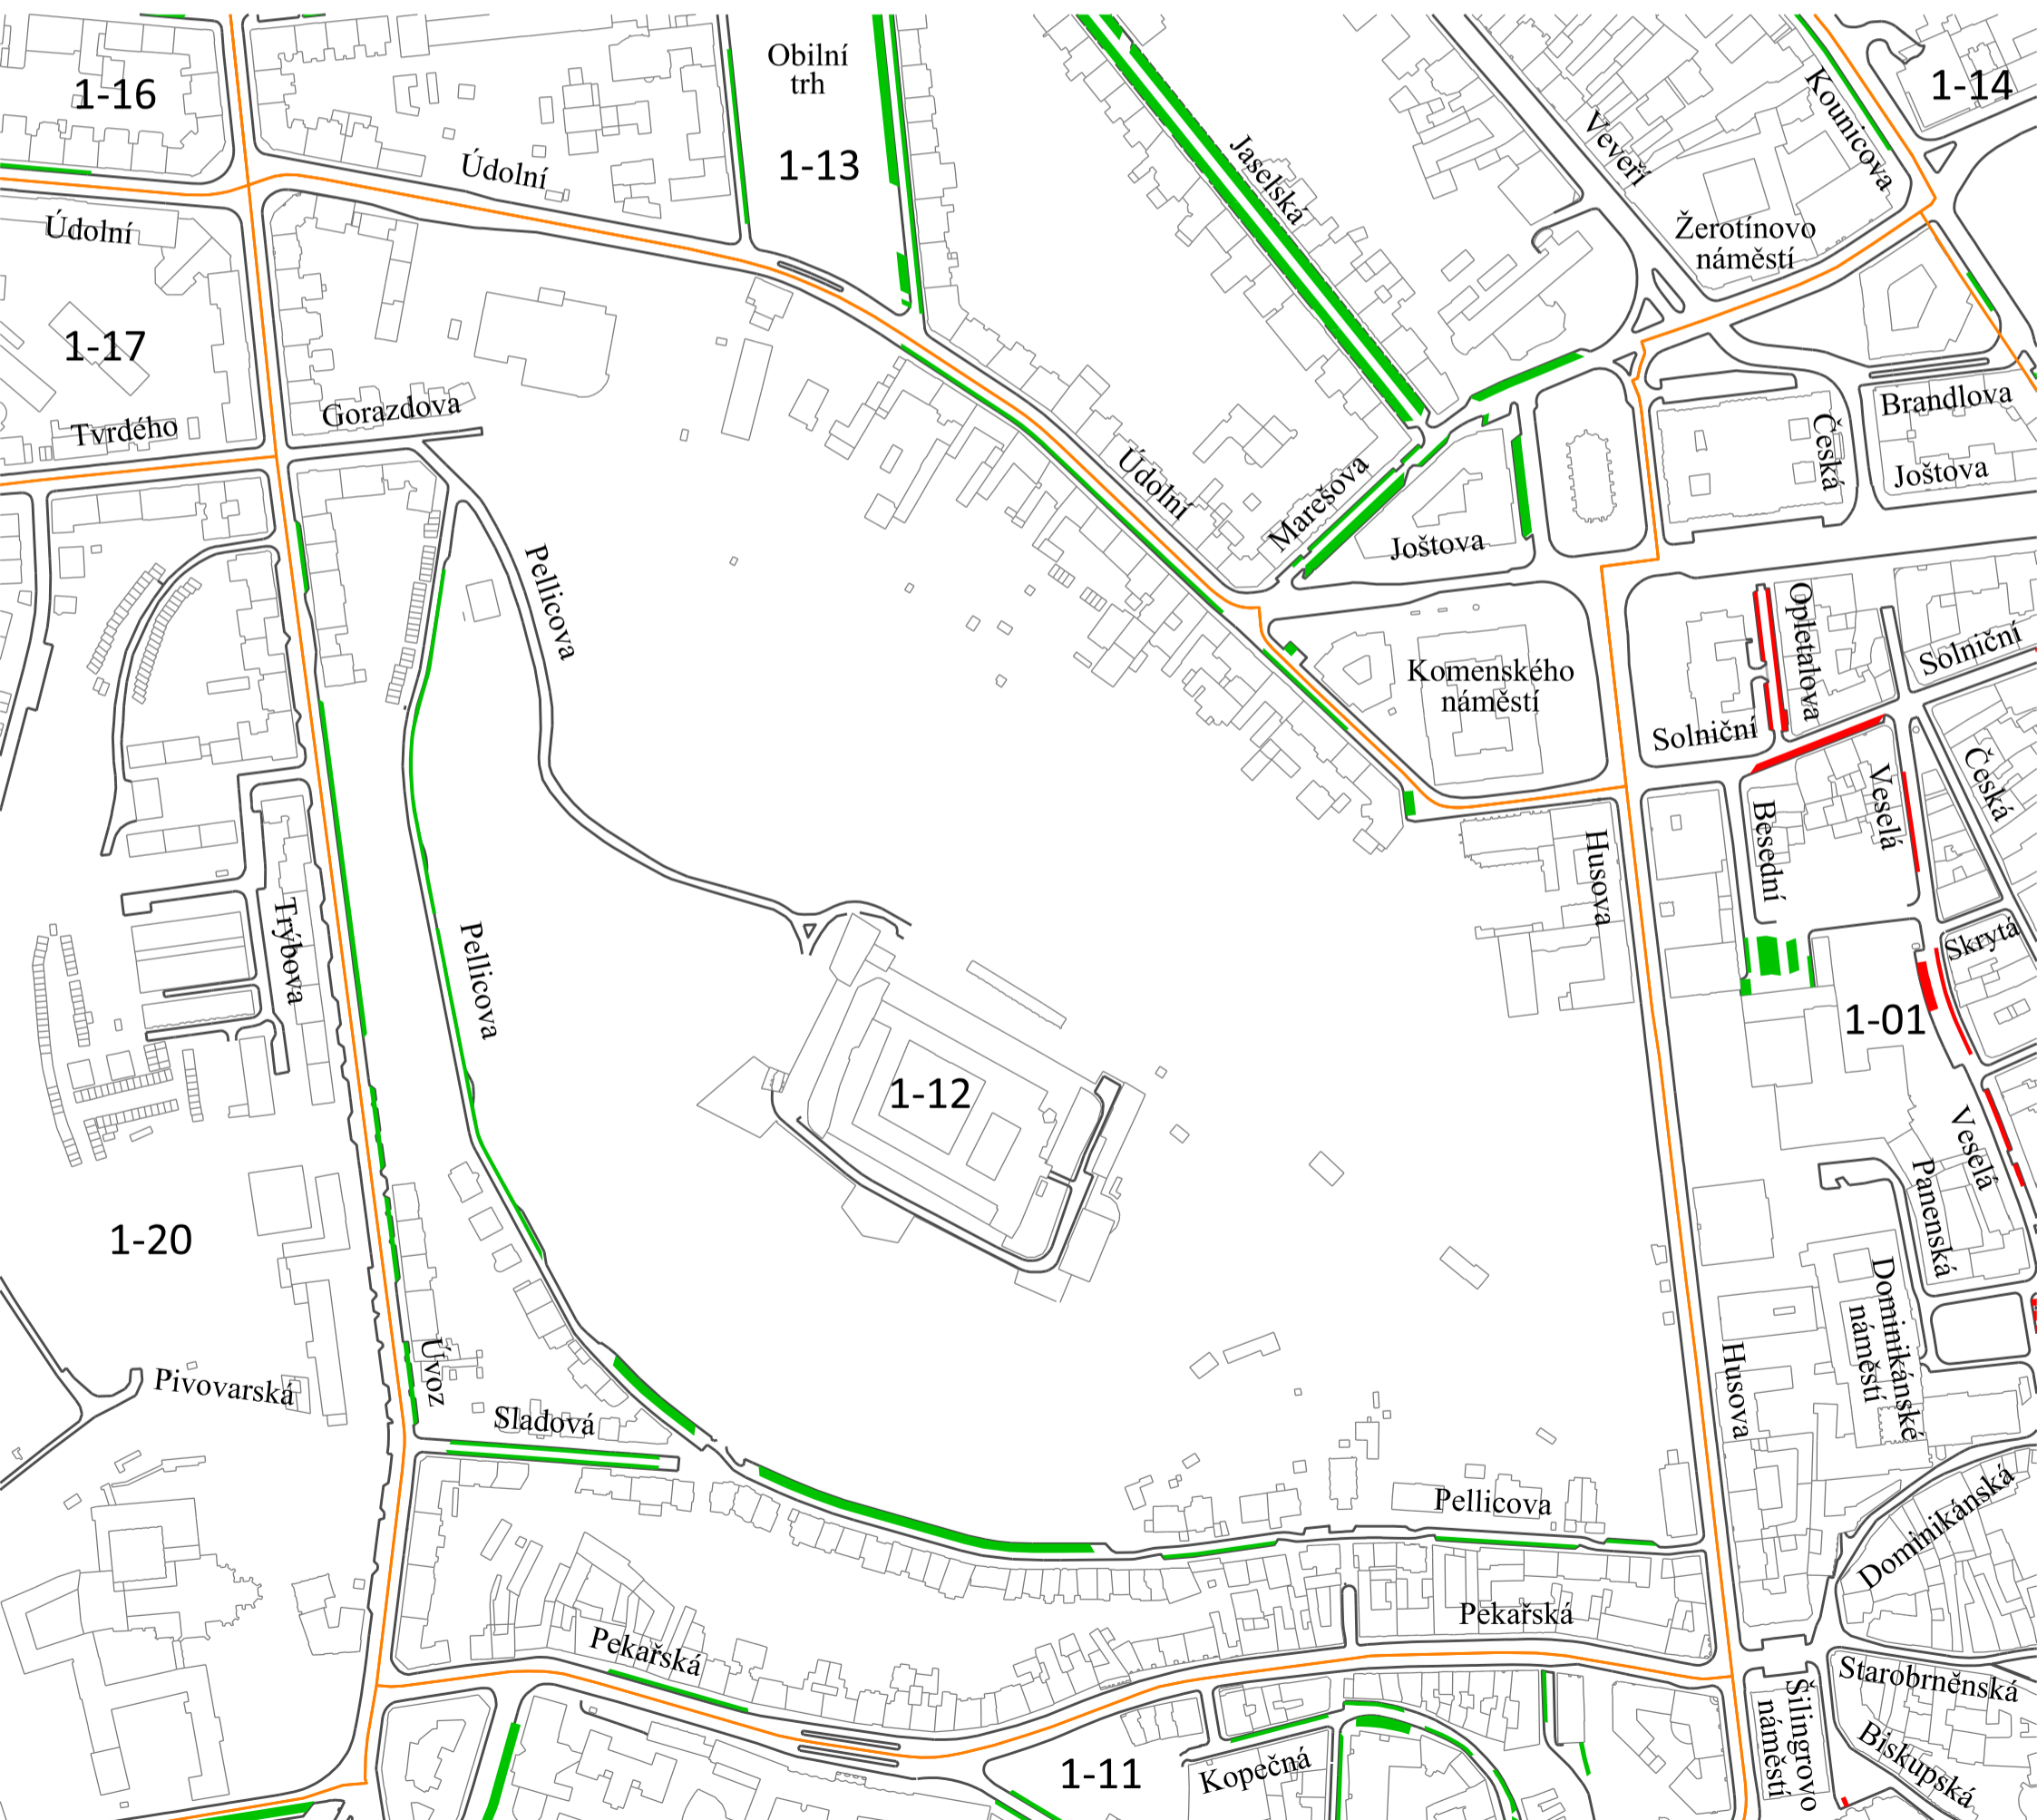 Obilní
trh
1-16
1-14
Kounicova
Veveří
1-13
Jaselská
Údolní
Údolní
Žerotínovo
náměstí
1-17
Gorazdova
Tvrdého
Brandlova
Česká
Joštova
Údolní
Marešova
Joštova
Pellicova
Opletalova
Solniční
Komenského
náměstí
Solniční
Veselá
Česká
Besední
Husova
Trýbova
Pellicova
Skrytá
1-01
1-12
Veselá
Panenská
1-20
Dominikánské
náměstí
Úvoz
Husova
Pivovarská
Sladová
Pellicova
Dominikánská
Pekařská
Pekařská
Starobrněnská
Šilingrovo
náměstí
Biskupská
1-11
Kopečná